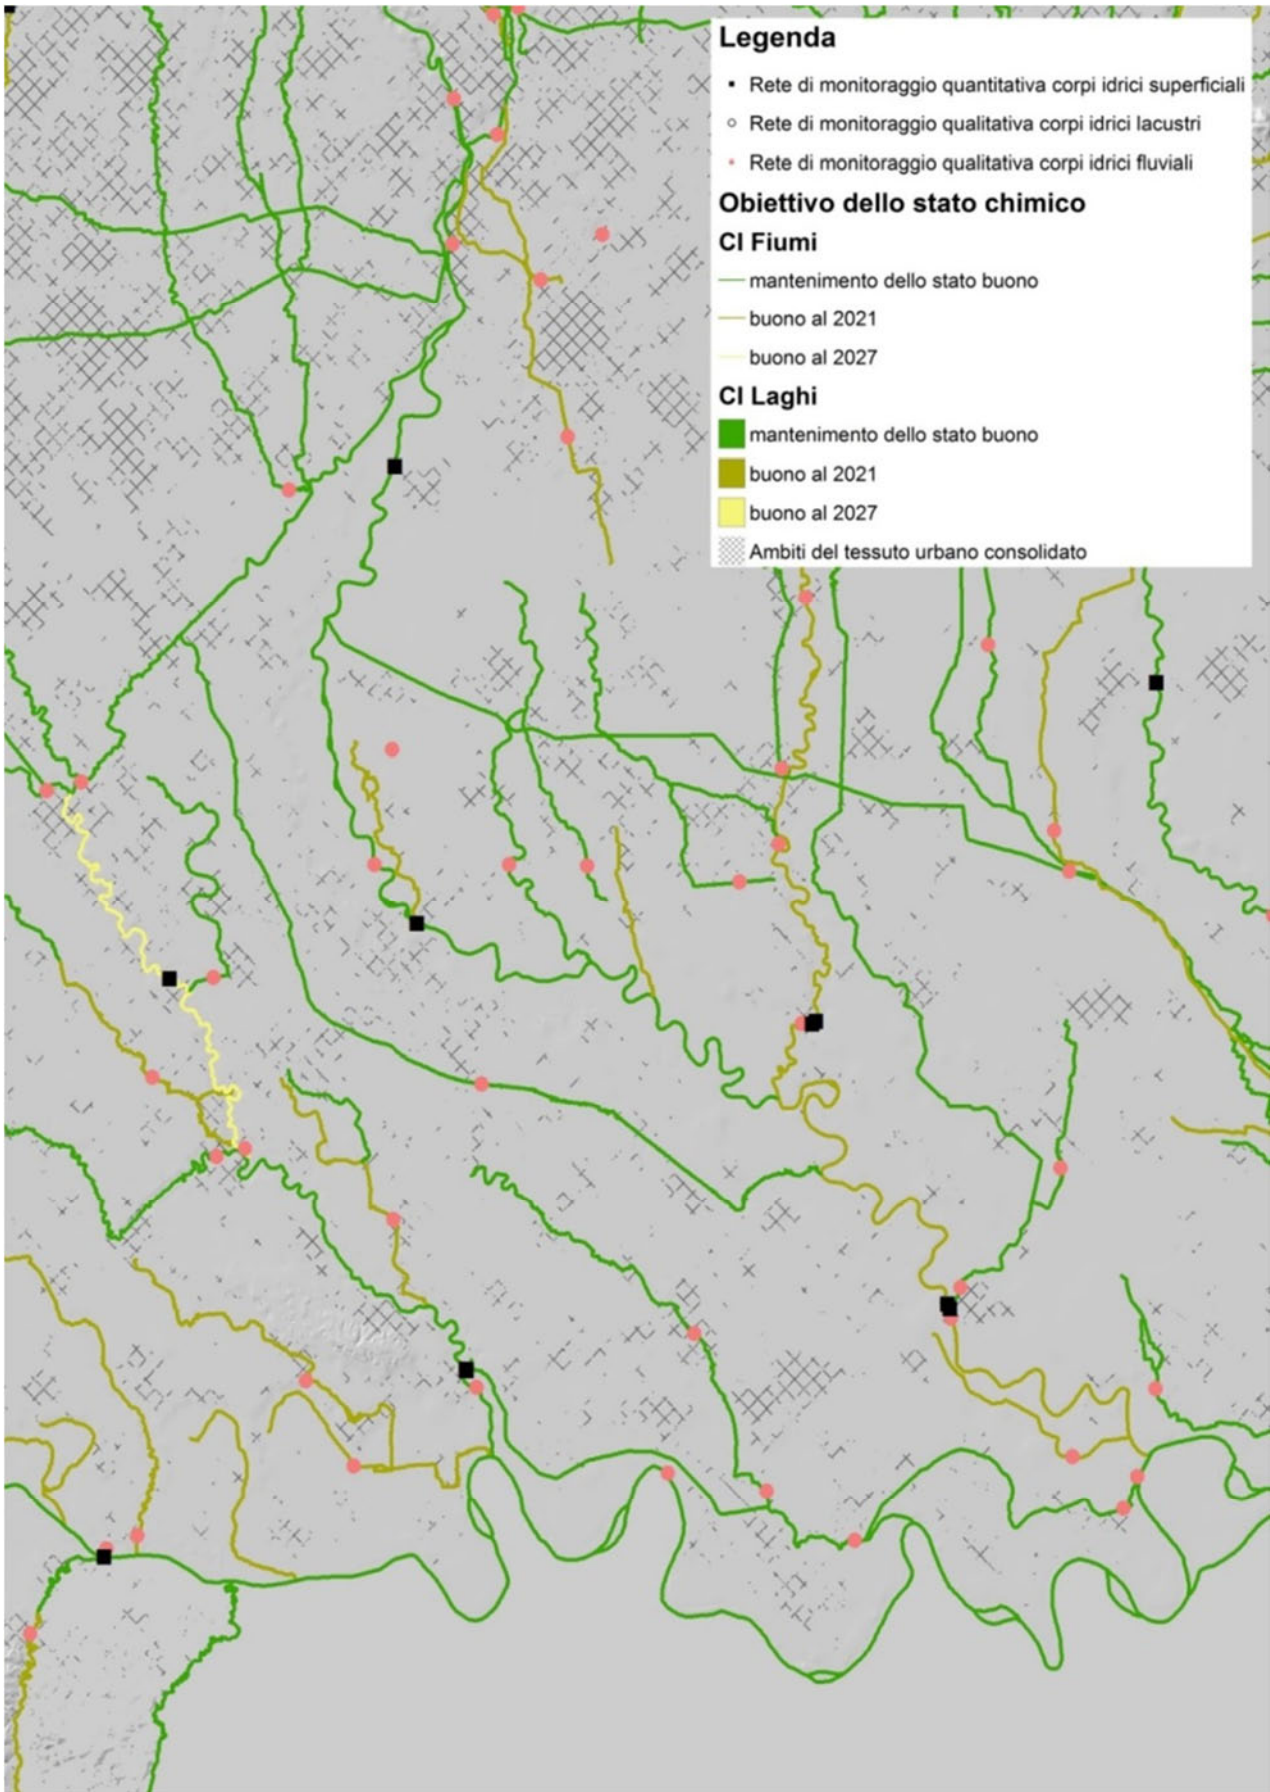 Legenda
Rete di monitoraggio quantitativa corpi idrici superficiali
Rete di monitoraggio qualitativa corpi idrici lacustri
Rete di monitoraggio qualitativa corpi idrici fluviali
Obiettivo dello stato chimico
CI Fiumi
mantenimento dello stato buono
buono al 2021
buono al 2027
CI Laghi
mantenimento dello stato buono
buono al 2021
buono al 2027
Ambiti del tessuto urbano consolidato